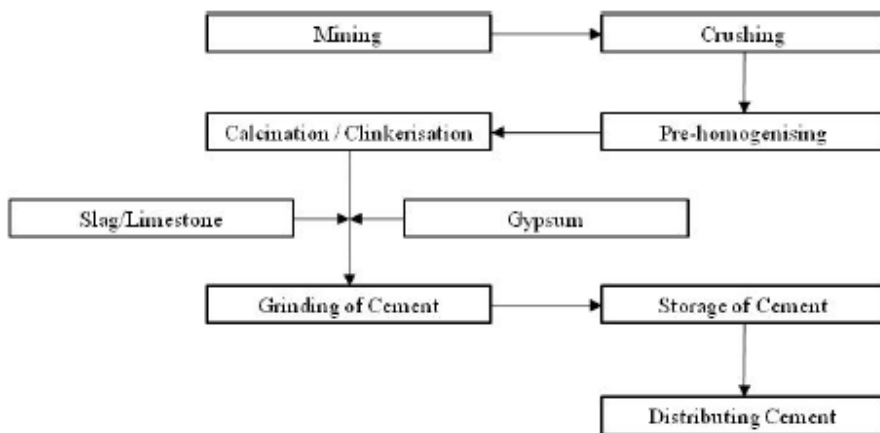 Mining
Crushing
Calcination / Clinkerisation
Pre-homogenising
Slag/Limestone
Gypsum
Grinding of Cement
Storage of Cement
Distributing Cement